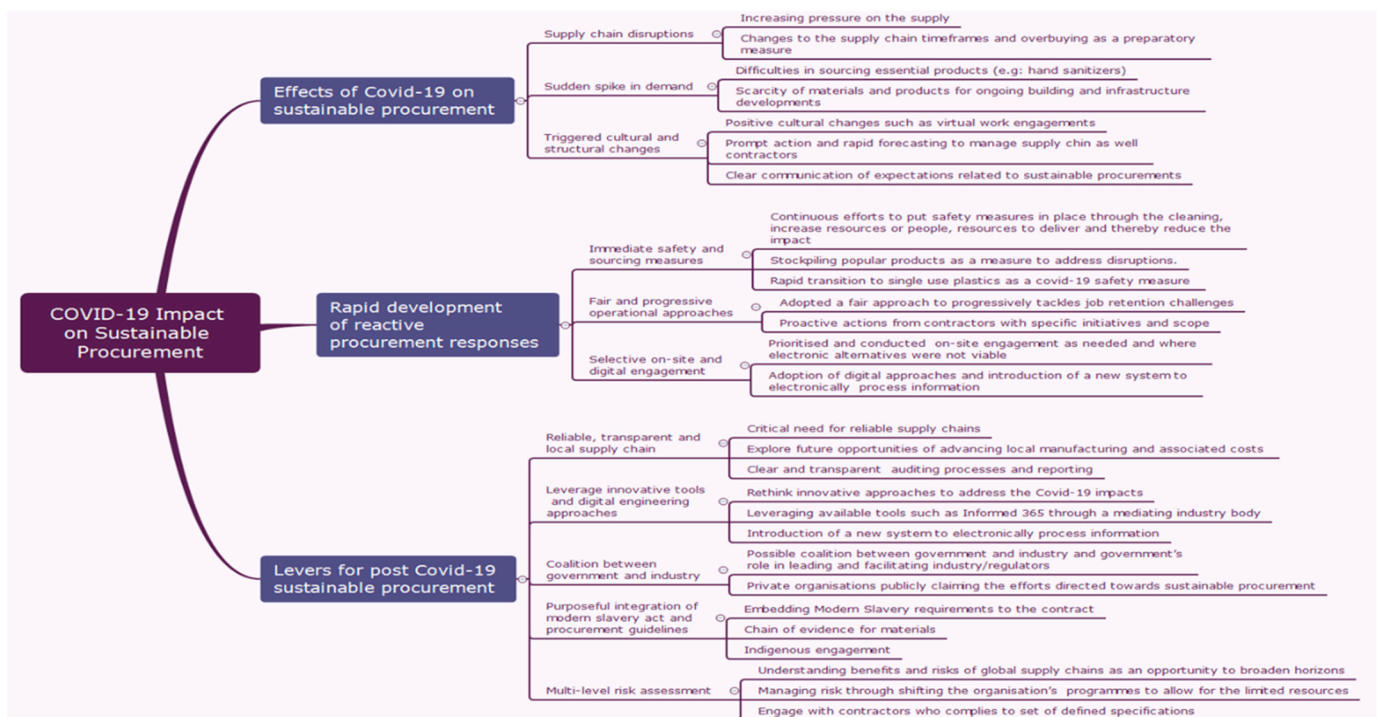 COVID-19 Impact
on Sustainable
Procurement
Effects of Covid-19 on
sustainable procurement
Supply chain disruptions
Increasing pressure on the supply
Changes to the supply chain timeframes and overbuying as a preparatory
measure
Sudden spike in demand
Difficulties in sourcing essential products (e.g: hand sanitizers)
Scarcity of materials and products for ongoing building and infrastructure
developments
Triggered cultural and
structural changes
Positive cultural changes such as virtual work engagements
Prompt action and rapid forecasting to manage supply chin as well
contractors
Clear communication of expectations related to sustainable procurements
Rapid development
of reactive
procurement responses
Immediate safety and
sourcing measures
Continuous efforts to put safety measures in place through the cleaning,
increase resources or people, resources to deliver and thereby reduce the
impact
Stockpiling popular products as a measure to address disruptions.
Rapid transition to single use plastics as a covid-19 safety measure
Fair and progressive
operational approaches
Adopted a fair approach to progressively tackles job retention challenges
Proactive actions from contractors with specific initiatives and scope
Selective on-site and
digital engagement
Prioritised and conducted on-site engagement as needed and where
electronic alternatives were not viable
Adoption of digital approaches and introduction of a new system to
electronically process information
Levers for post Covid-19
sustainable procurement
Reliable, transparent and
local supply chain
Critical need for reliable supply chains
Explore future opportunities of advancing local manufacturing and associated costs
Clear and transparent auditing processes and reporting
Leverage innovative tools
and digital engineering
approaches
Rethink innovative approaches to address the Covid-19 impacts
Leveraging available tools such as Informed 365 through a mediating industry body
Introduction of a new system to electronically process information
Coalition between
government and industry
Possible coalition between government and industry and government's
role in leading and facilitating industry/regulators
Private organisations publicly claiming the efforts directed towards sustainable procurement
Purposeful integration of
modern slavery act and
procurement guidelines
Embedding Modern Slavery requirements to the contract
Chain of evidence for materials
Indigenous engagement
Multi-level risk assessment
Understanding benefits and risks of global supply chains as an opportunity to broaden horizons
Managing risk through shifting the organisation's programmes to allow for the limited resources
Engage with contractors who complies to set of defined specifications